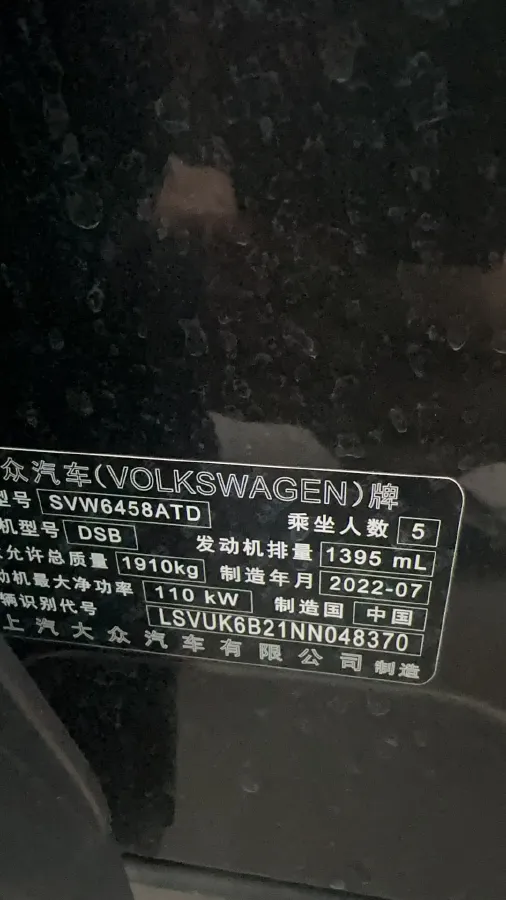 众汽车(VOLKSWAGEN)牌
型号 SVW6458ATD 乘坐人数 5
机型号 DSB 发动机排量 1395 mL
允许总质量 1910kg 制造年月 2022-07
动机最大净功率 110 kW 制造国 中国
辆识别代号 LSVUK6B21NN048370
上汽大众汽车有限公司 制造